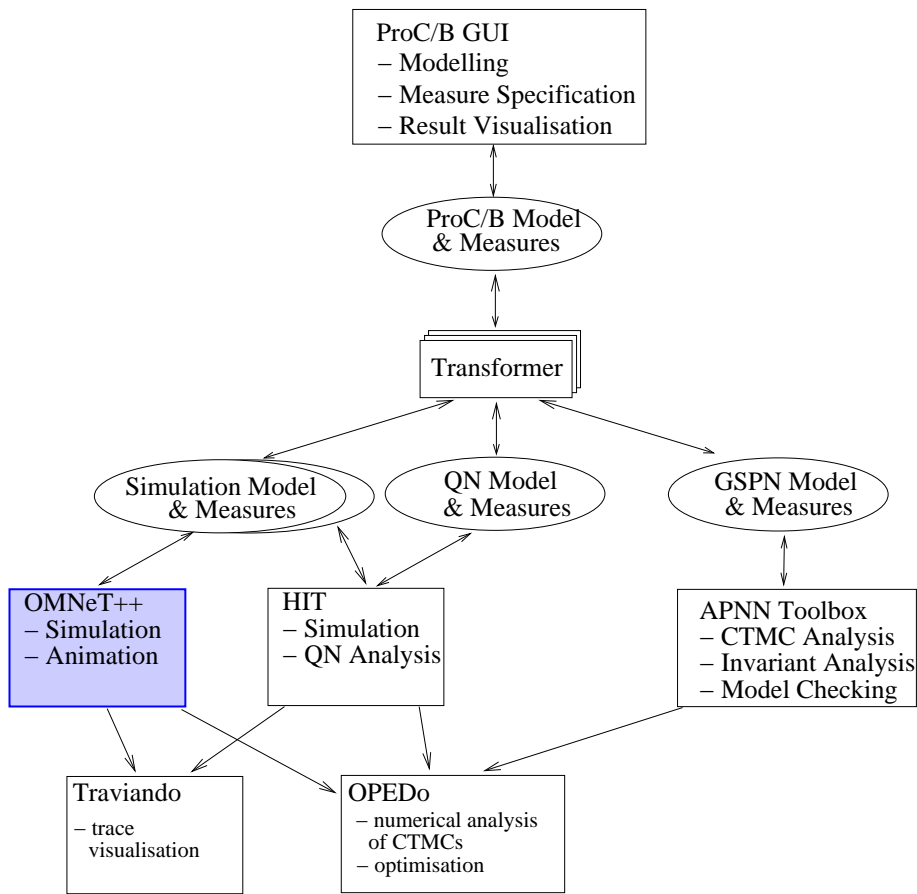 ProC/B GUI
– Modelling
– Measure Specification
– Result Visualisation
ProC/B Model
& Measures
Transformer
Simulation Model
& Measures
QN Model
& Measures
GSPN Model
& Measures
OMNeT++
– Simulation
– Animation
HIT
– Simulation
– QN Analysis
APNN Toolbox
– CTMC Analysis
– Invariant Analysis
– Model Checking
Traviando
– trace
visualisation
OPEDo
– numerical analysis
of CTMCs
– optimisation